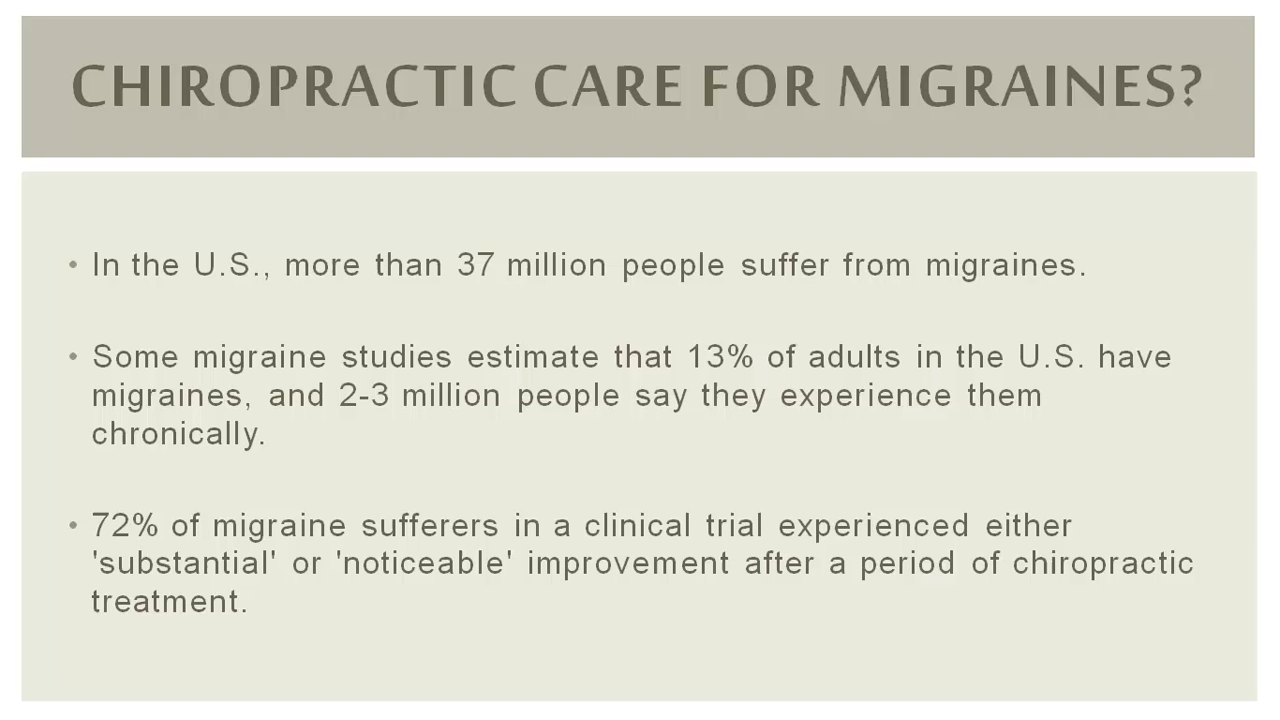 CHIROPRACTIC CARE FOR MIGRAINES?
• In the U.S., more than 37 million people suffer from migraines.
• Some migraine studies estimate that 13% of adults in the U.S. have
migraines, and 2-3 million people say they experience them
chronically.
• 72% of migraine sufferers in a clinical trial experienced either
'substantial' or 'noticeable' improvement after a period of chiropractic
treatment.